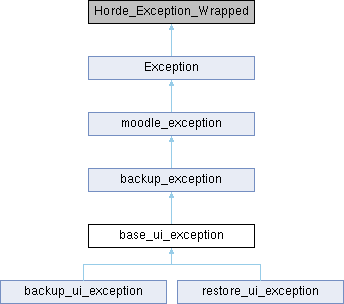 Horde_Exception_Wrapped
Exception
moodle_exception
backup_exception
base_ui_exception
backup_ui_exception
restore_ui_exception